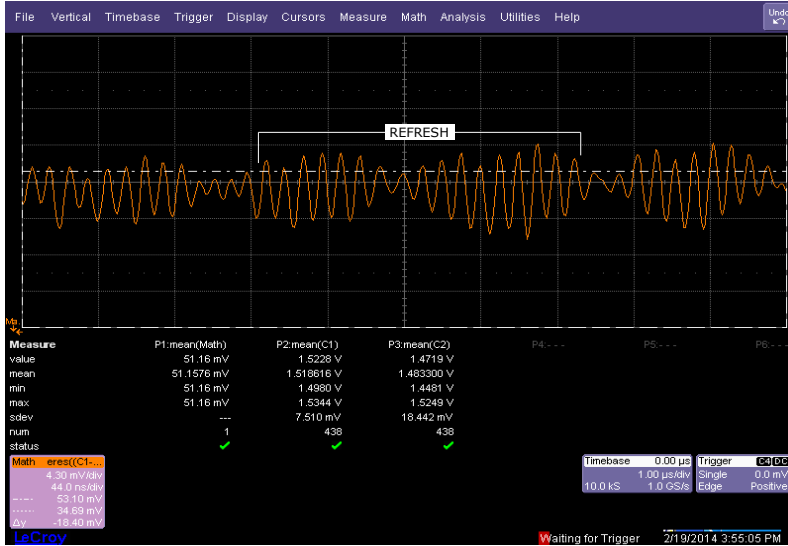 File Vertical Timebase Trigger Display Cursors Measure Math Analysis Utilities Help Undo
REFRESH
Measure P1:mean(Math) P2:mean(C1) P3:mean(C2) P4:- - - P5:- - - P6:- - -
value 51.16 mV 1.5228 V 1.4719 V
mean 51.1576 mV 1.518616 V 1.483300 V
min 51.16 mV 1.4980 V 1.4481 V
max 51.16 mV 1.5344 V 1.5249 V
sdev --- 7.510 mV 18.442 mV
num 1 438 438
status
Math eres((C1-... Timebase 0.00 µs Trigger C4 DC
4.30 mV/div 1.00 µs/div Single 0.0 mV
44.0 ns/div 10.0 kS 1.0 GS/s Edge Positive
53.10 mV
34.69 mV
Δy -18.40 mV
LeCroy Waiting for Trigger 2/19/2014 3:55:05 PM